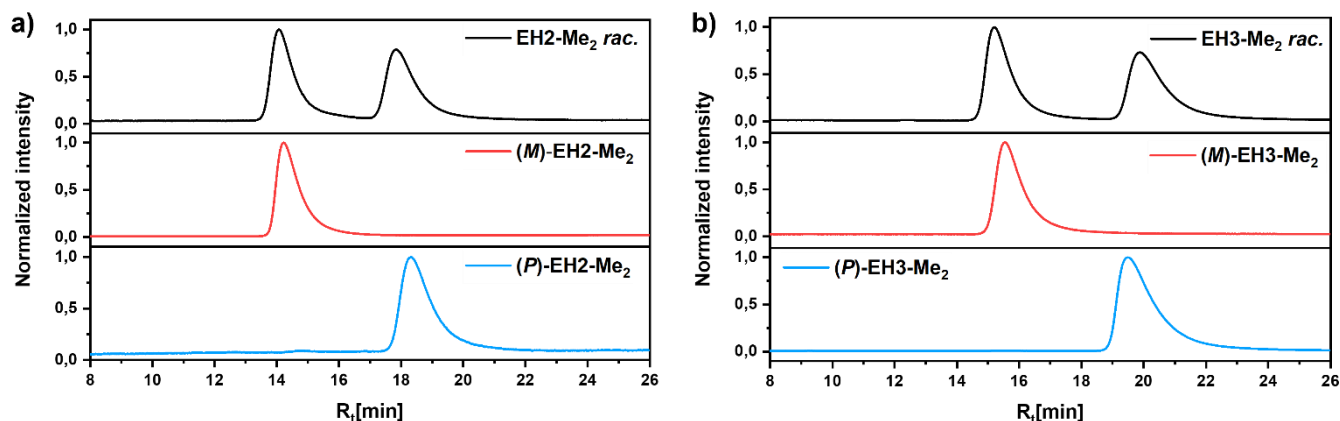 a)
Normalized intensity
1,0
0,5
0,0
EH2-Me₂ rac.
1,0
0,5
0,0
(M)-EH2-Me₂
1,0
0,5
0,0
(P)-EH2-Me₂
8 10 12 14 16 18 20 22 24 26
Rₜ[min]
b)
Normalized intensity
1,0
0,5
0,0
EH3-Me₂ rac.
1,0
0,5
0,0
(M)-EH3-Me₂
1,0
0,5
0,0
(P)-EH3-Me₂
8 10 12 14 16 18 20 22 24 26
Rₜ[min]